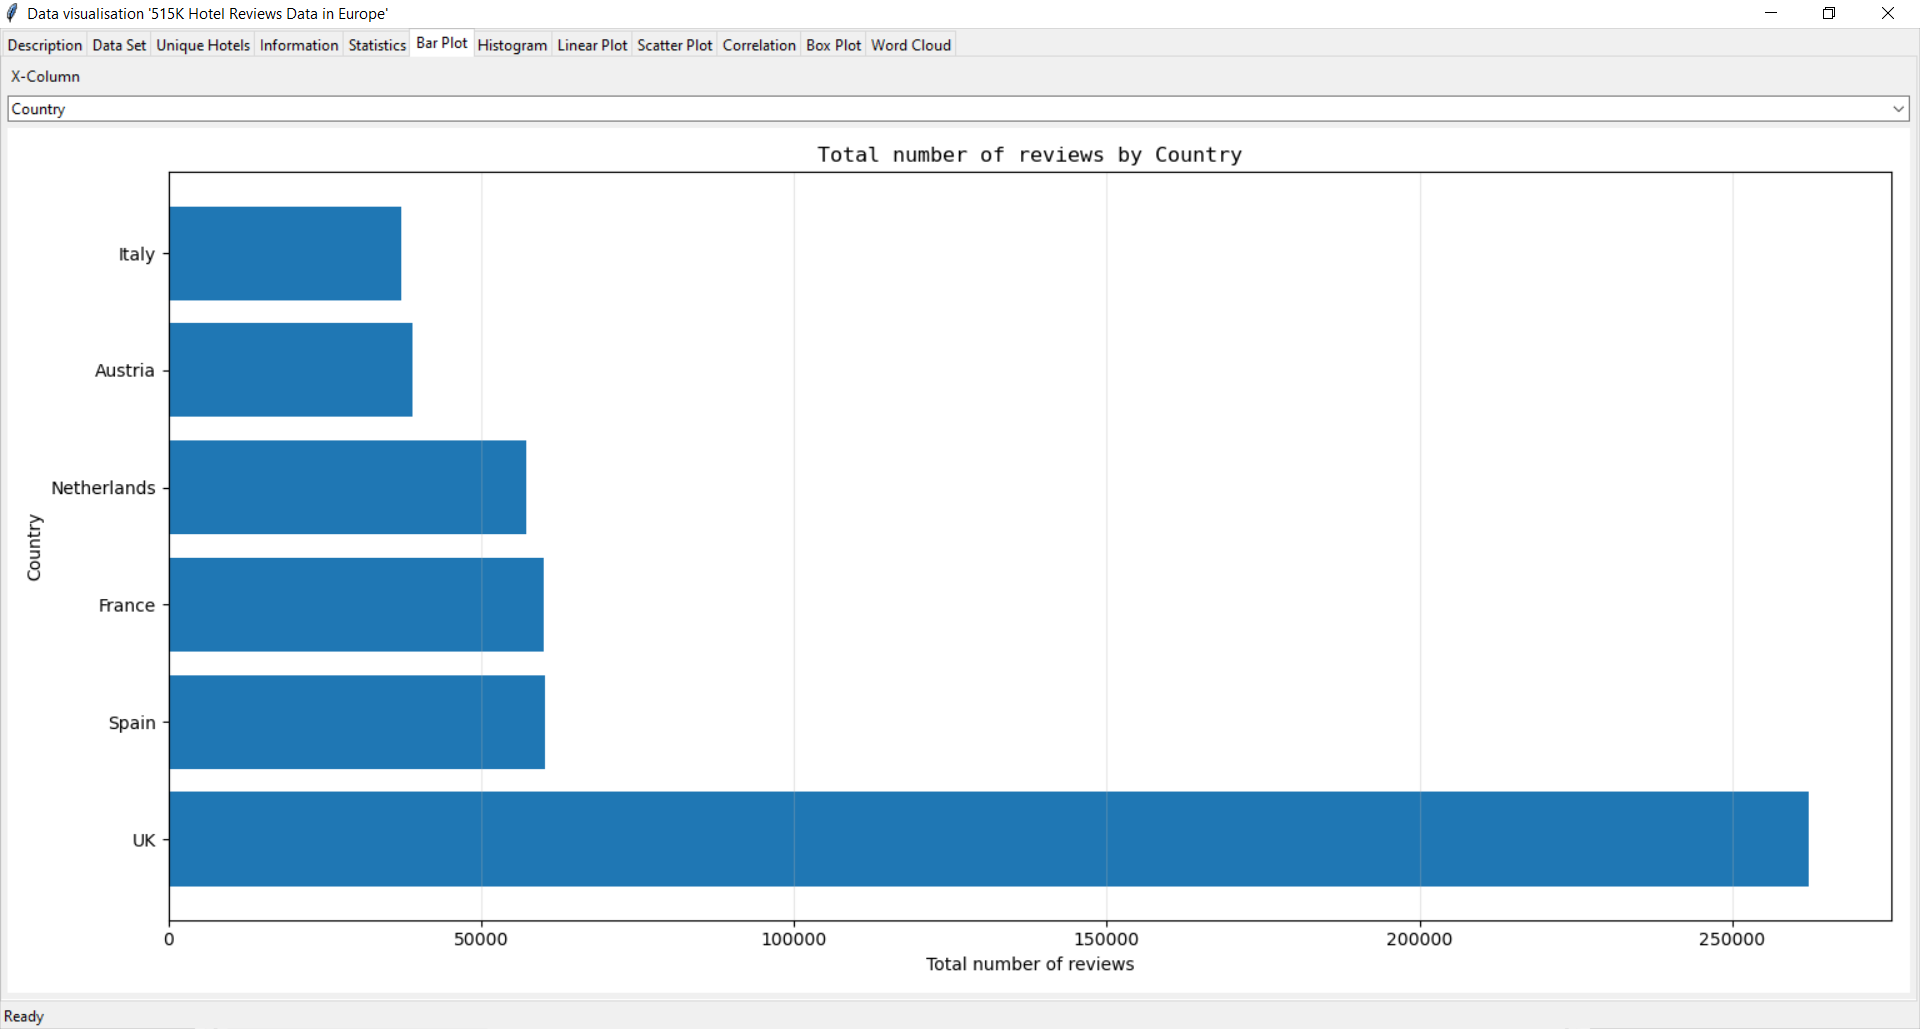 Data visualisation '515K Hotel Reviews Data in Europe'
Description Data Set Unique Hotels Information Statistics Bar Plot Histogram Linear Plot Scatter Plot Correlation Box Plot Word Cloud
X-Column
Country
Total number of reviews by Country
Italy
Austria
Netherlands
France
Spain
UK
Country
0 50000 100000 150000 200000 250000
Total number of reviews
Ready